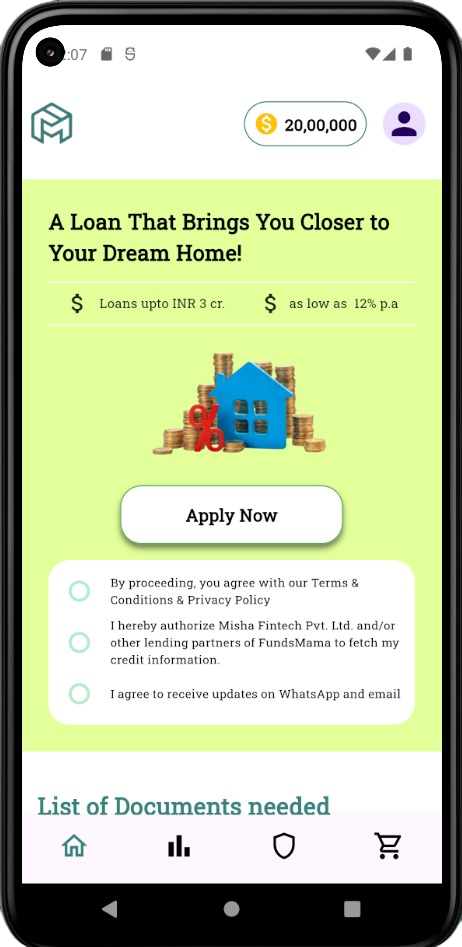 :07
20,00,000
A Loan That Brings You Closer to
Your Dream Home!
$ Loans upto INR 3 cr.
$ as low as 12% p.a
%
Apply Now
By proceeding, you agree with our Terms &
Conditions & Privacy Policy
I hereby authorize Misha Fintech Pvt. Ltd. and/or
other lending partners of FundsMama to fetch my
credit information.
I agree to receive updates on WhatsApp and email
List of Documents needed